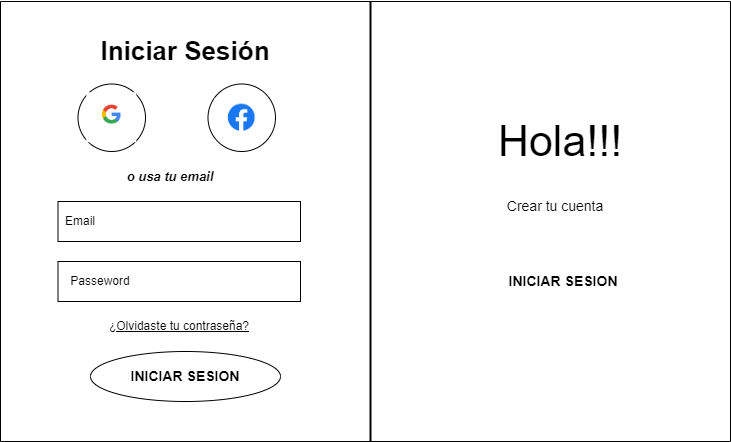 Iniciar Sesión
o usa tu email
Email
Passeword
¿Olvidaste tu contraseña?
INICIAR SESION
Hola!!!
Crear tu cuenta
INICIAR SESION